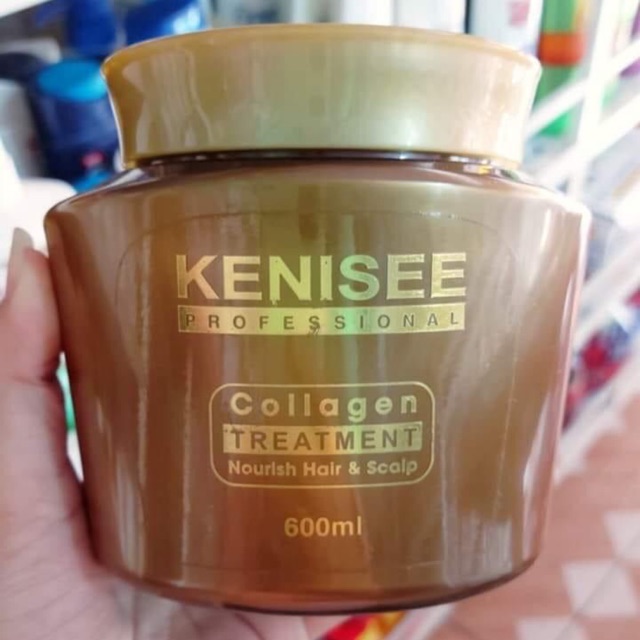 KENISEE
PROFESSIONAL
Collagen
TREATMENT
Nourish Hair & Scalp
600ml